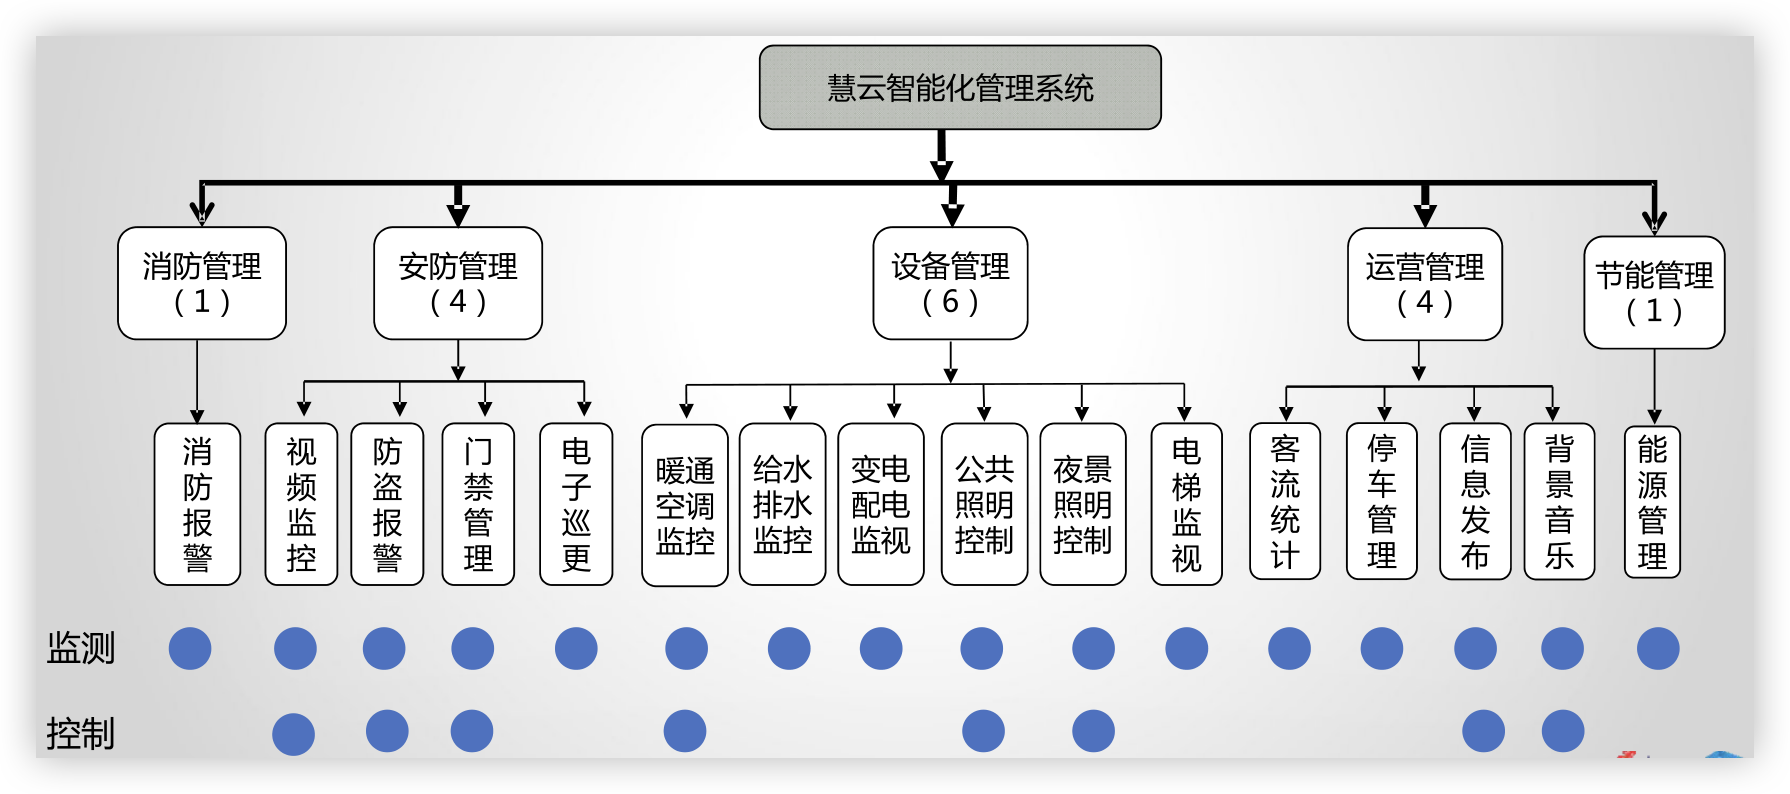 慧云智能化管理系统
消防管理
（1）
安防管理
（4）
设备管理
（6）
运营管理
（4）
节能管理
（1）
消
防
报
警
视
频
监
控
防
盗
报
警
门
禁
管
理
电
子
巡
更
暖通
空调
监控
给水
排水
监控
变电
配电
监视
公共
照明
控制
夜景
照明
控制
电
梯
监
视
客
流
统
计
停
车
管
理
信
息
发
布
背
景
音
乐
能
源
管
理
监测
控制